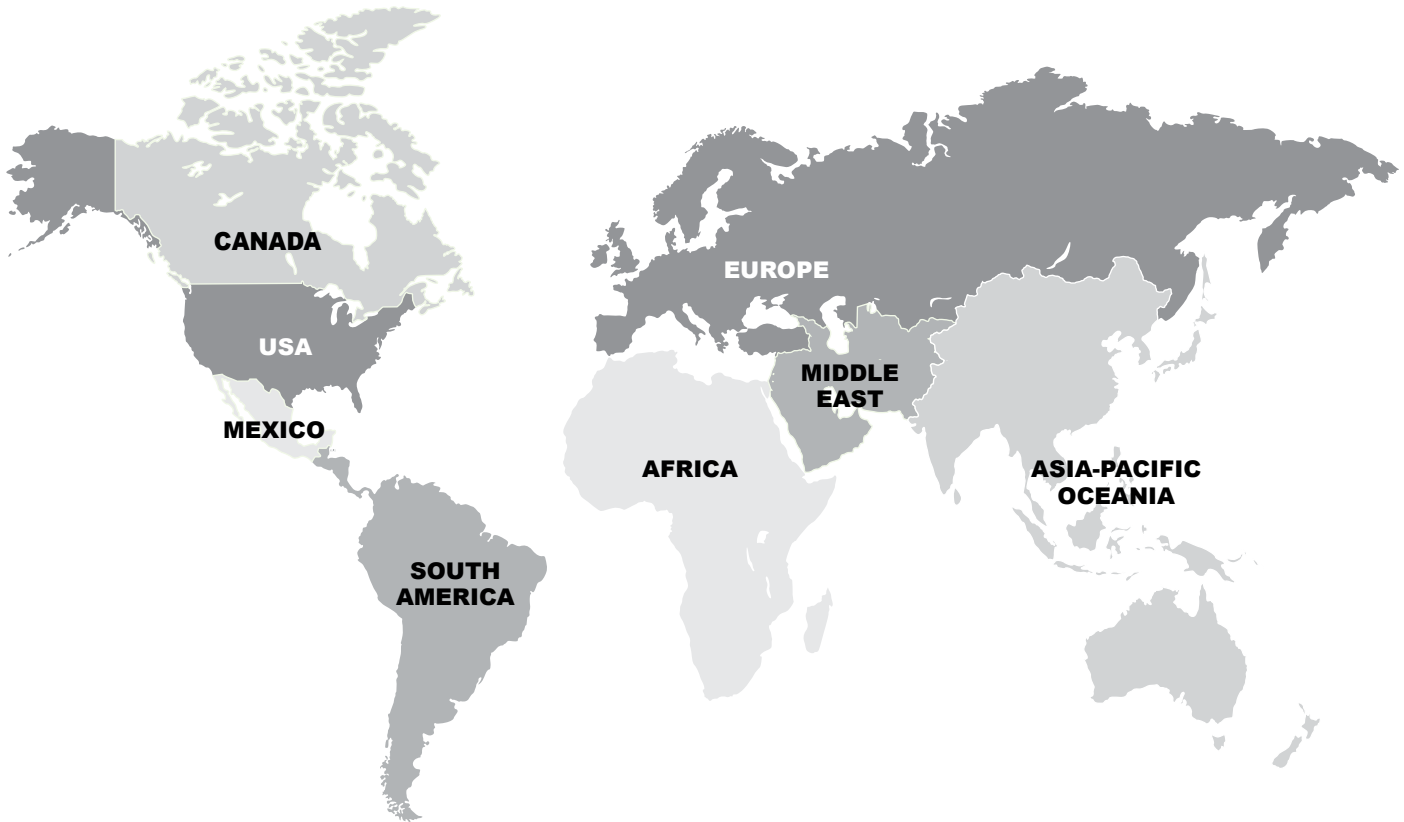 CANADA
EUROPE
USA
MIDDLE
EAST
MEXICO
AFRICA
ASIA-PACIFIC
OCEANIA
SOUTH
AMERICA